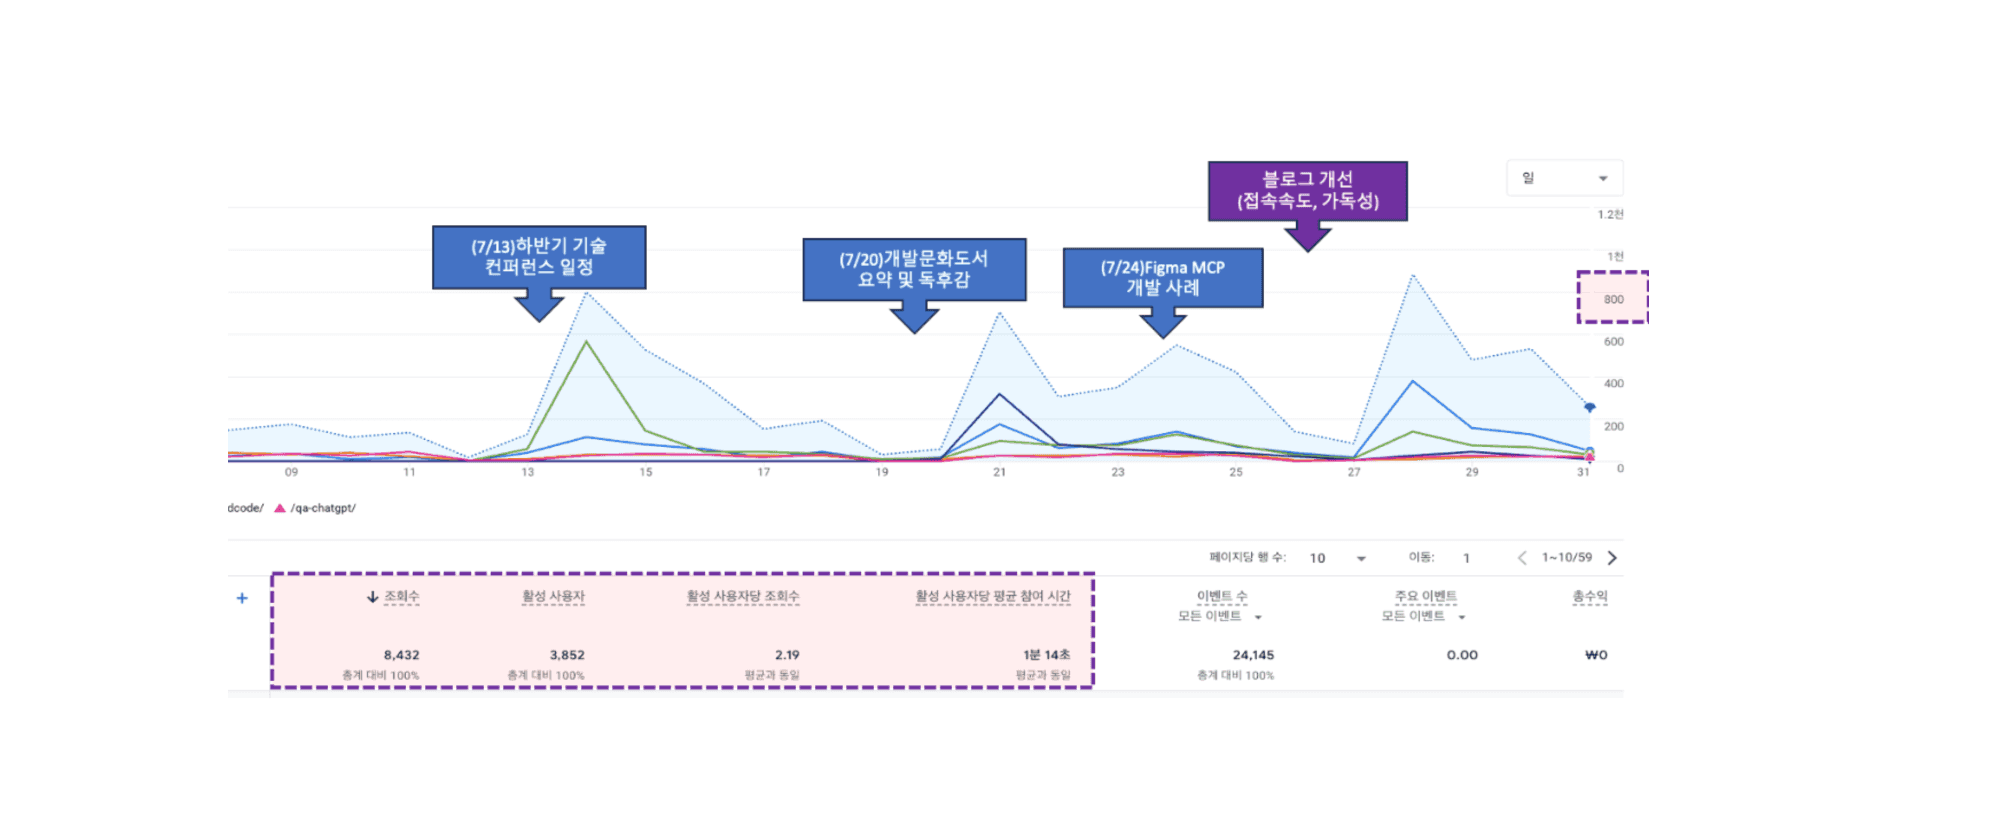 블로그 개선
(접속속도, 가독성)
일
1.2천
(7/13)하반기 기술
컨퍼런스 일정
(7/20)개발문화도서
요약 및 독후감
(7/24)Figma MCP
개발 사례
1천
800
600
400
200
0
09
11
13
15
17
19
21
23
25
27
29
31
dcode/
/qa-chatgpt/
페이지당 행 수: 10
이동: 1
1~10/59
조회수
활성 사용자
활성 사용자당 조회수
활성 사용자당 평균 참여 시간
이벤트 수
모든 이벤트
주요 이벤트
모든 이벤트
총수익
8,432
총계 대비 100%
3,852
총계 대비 100%
2.19
평균과 동일
1분 14초
평균과 동일
24,145
총계 대비 100%
0.00
₩0